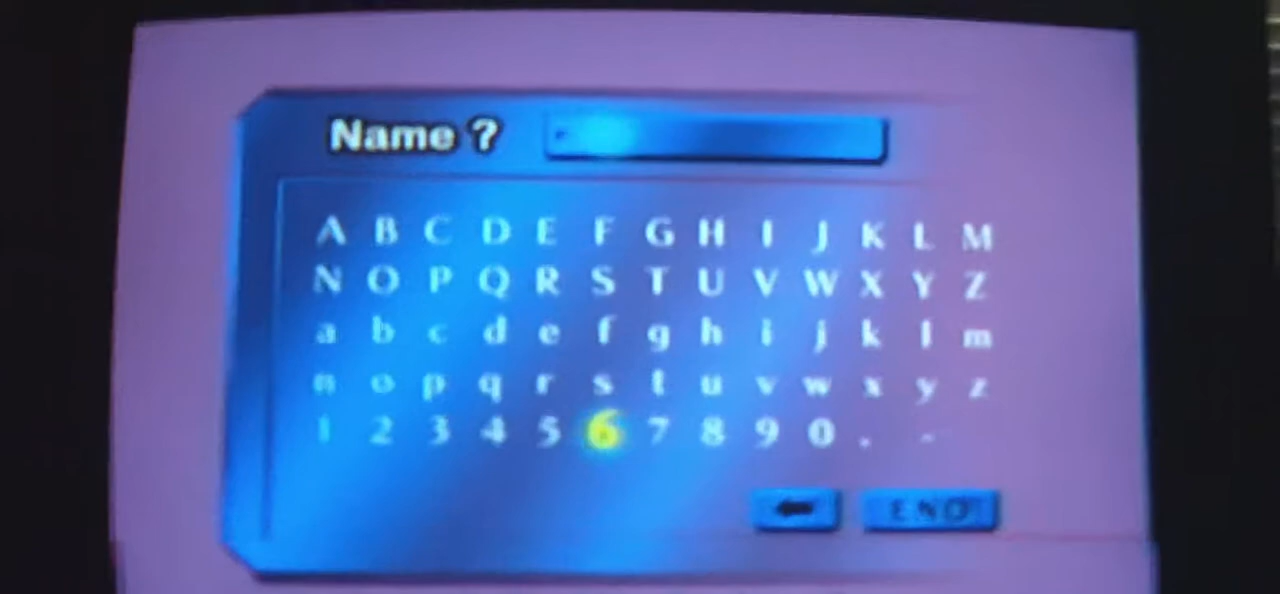 Name ?
A B C D E F G H I J K L M
N O P Q R S T U V W X Y Z
a b c d e f g h i j k l m
n o p q r s t u v w x y z
1 2 3 4 5 6 7 8 9 0 . -
← END